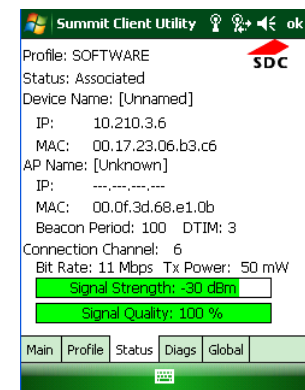 Summit Client Utility ok
Profile: SOFTWARE
SDC
Status: Associated
Device Name: [Unnamed]
IP: 10.210.3.6
MAC: 00.17.23.06.b3.c6
AP Name: [Unknown]
IP: ---.---.---.---
MAC: 00.0f.3d.68.e1.0b
Beacon Period: 100 DTIM: 3
Connection Channel: 6
Bit Rate: 11 Mbps Tx Power: 50 mW
Signal Strength: -30 dBm
Signal Quality: 100 %
Main Profile Status Diags Global